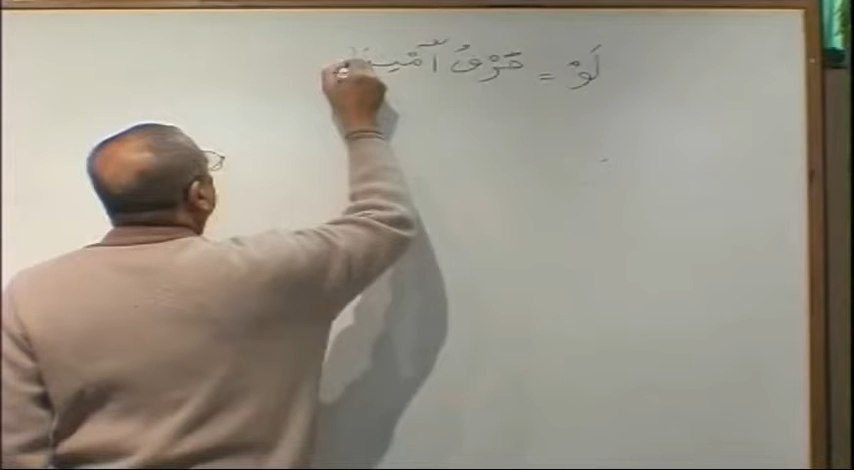 لَوْ = حَرْفُ